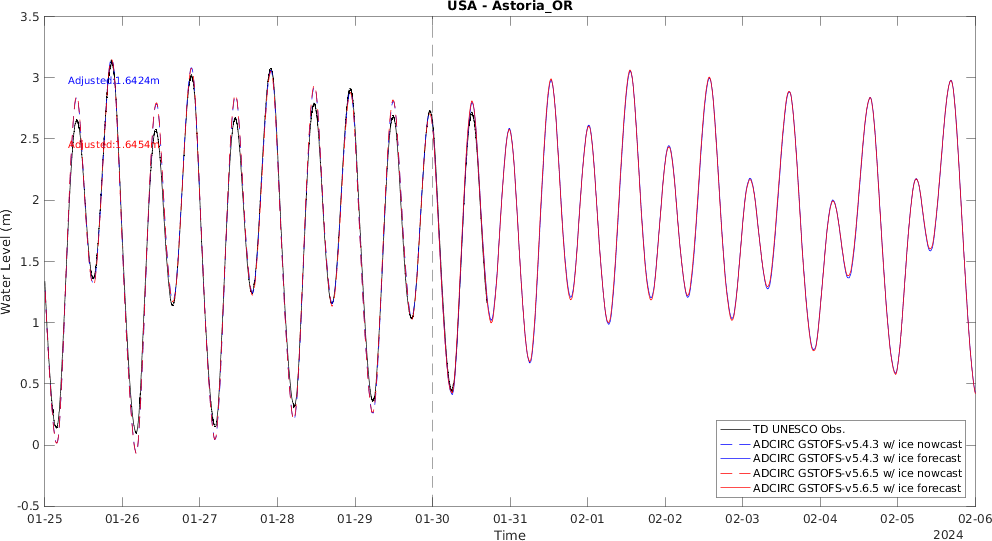 USA - Astoria_OR
3.5
3
2.5
2
1.5
1
0.5
0
-0.5
Water Level (m)
Adjusted:1.6424m
Adjusted:1.6454m
TD UNESCO Obs.
ADCIRC GSTOFS-v5.4.3 w/ ice nowcast
ADCIRC GSTOFS-v5.4.3 w/ ice forecast
ADCIRC GSTOFS-v5.6.5 w/ ice nowcast
ADCIRC GSTOFS-v5.6.5 w/ ice forecast
01-25 01-26 01-27 01-28 01-29 01-30 01-31 02-01 02-02 02-03 02-04 02-05 02-06
Time
2024